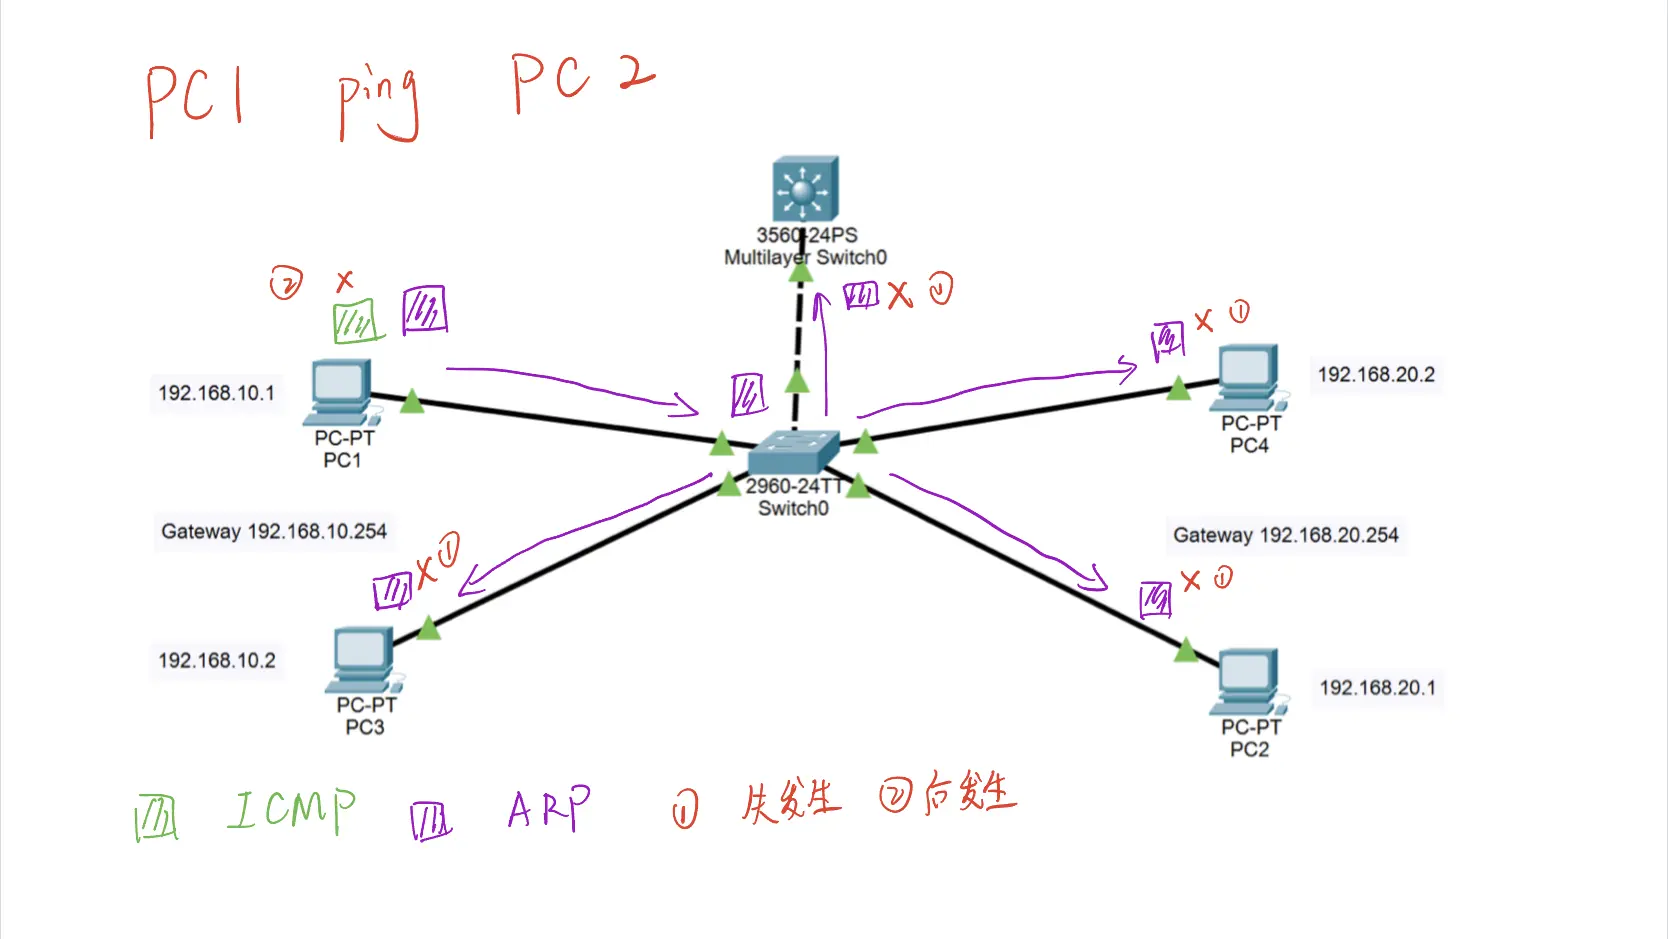 PC1 ping PC2
3560-24PS
Multilayer Switch0
② x
x ①
x ①
192.168.10.1
PC-PT
PC1
192.168.20.2
PC-PT
PC4
2960-24TT
Switch0
Gateway 192.168.10.254
Gateway 192.168.20.254
x ①
x ①
192.168.10.2
PC-PT
PC3
192.168.20.1
PC-PT
PC2
ICMP ARP ① 先发生 ② 后发生